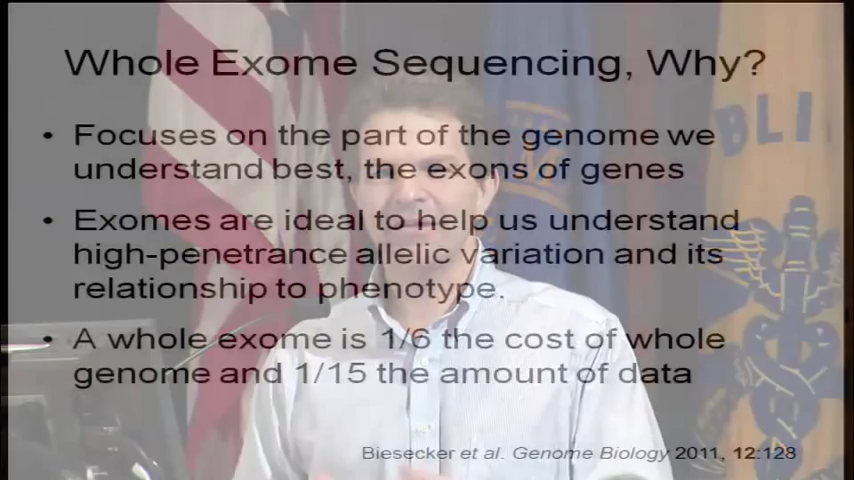 Whole Exome Sequencing, Why?
• Focuses on the part of the genome we
understand best, the exons of genes
• Exomes are ideal to help us understand
high-penetrance allelic variation and its
relationship to phenotype.
• A whole exome is 1/6 the cost of whole
genome and 1/15 the amount of data
Biesecker et al. Genome Biology 2011, 12:128
BLI